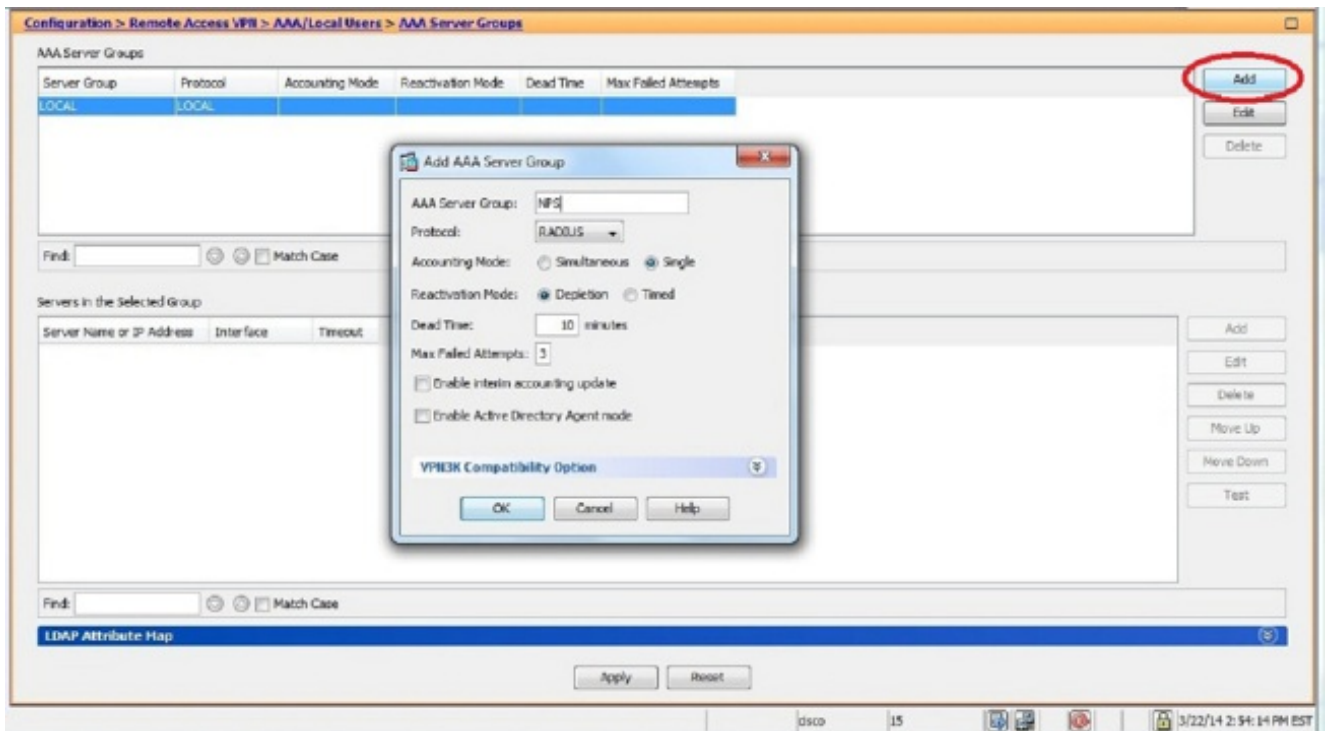 Configuration > Remote Access VPN > AAA/Local Users > AAA Server Groups
AAA Server Groups
Server Group Protocol Accounting Mode Reactivation Mode Dead Time Max Failed Attempts
LOCAL LOCAL
Add
Edit
Delete
Find: Match Case
Add AAA Server Group
AAA Server Group: NPS
Protocol: RADIUS
Accounting Mode: Simultaneous Single
Reactivation Mode: Depletion Timed
Dead Time: 10 minutes
Max Failed Attempts: 3
Enable interim accounting update
Enable Active Directory Agent mode
VPN3K Compatibility Option
OK Cancel Help
Servers in the Selected Group
Server Name or IP Address Interface Timeout
Add
Edit
Delete
Move Up
Move Down
Test
Find: Match Case
LDAP Attribute Map
Apply Reset
cisco 15 3/22/14 2:54:14 PM EST